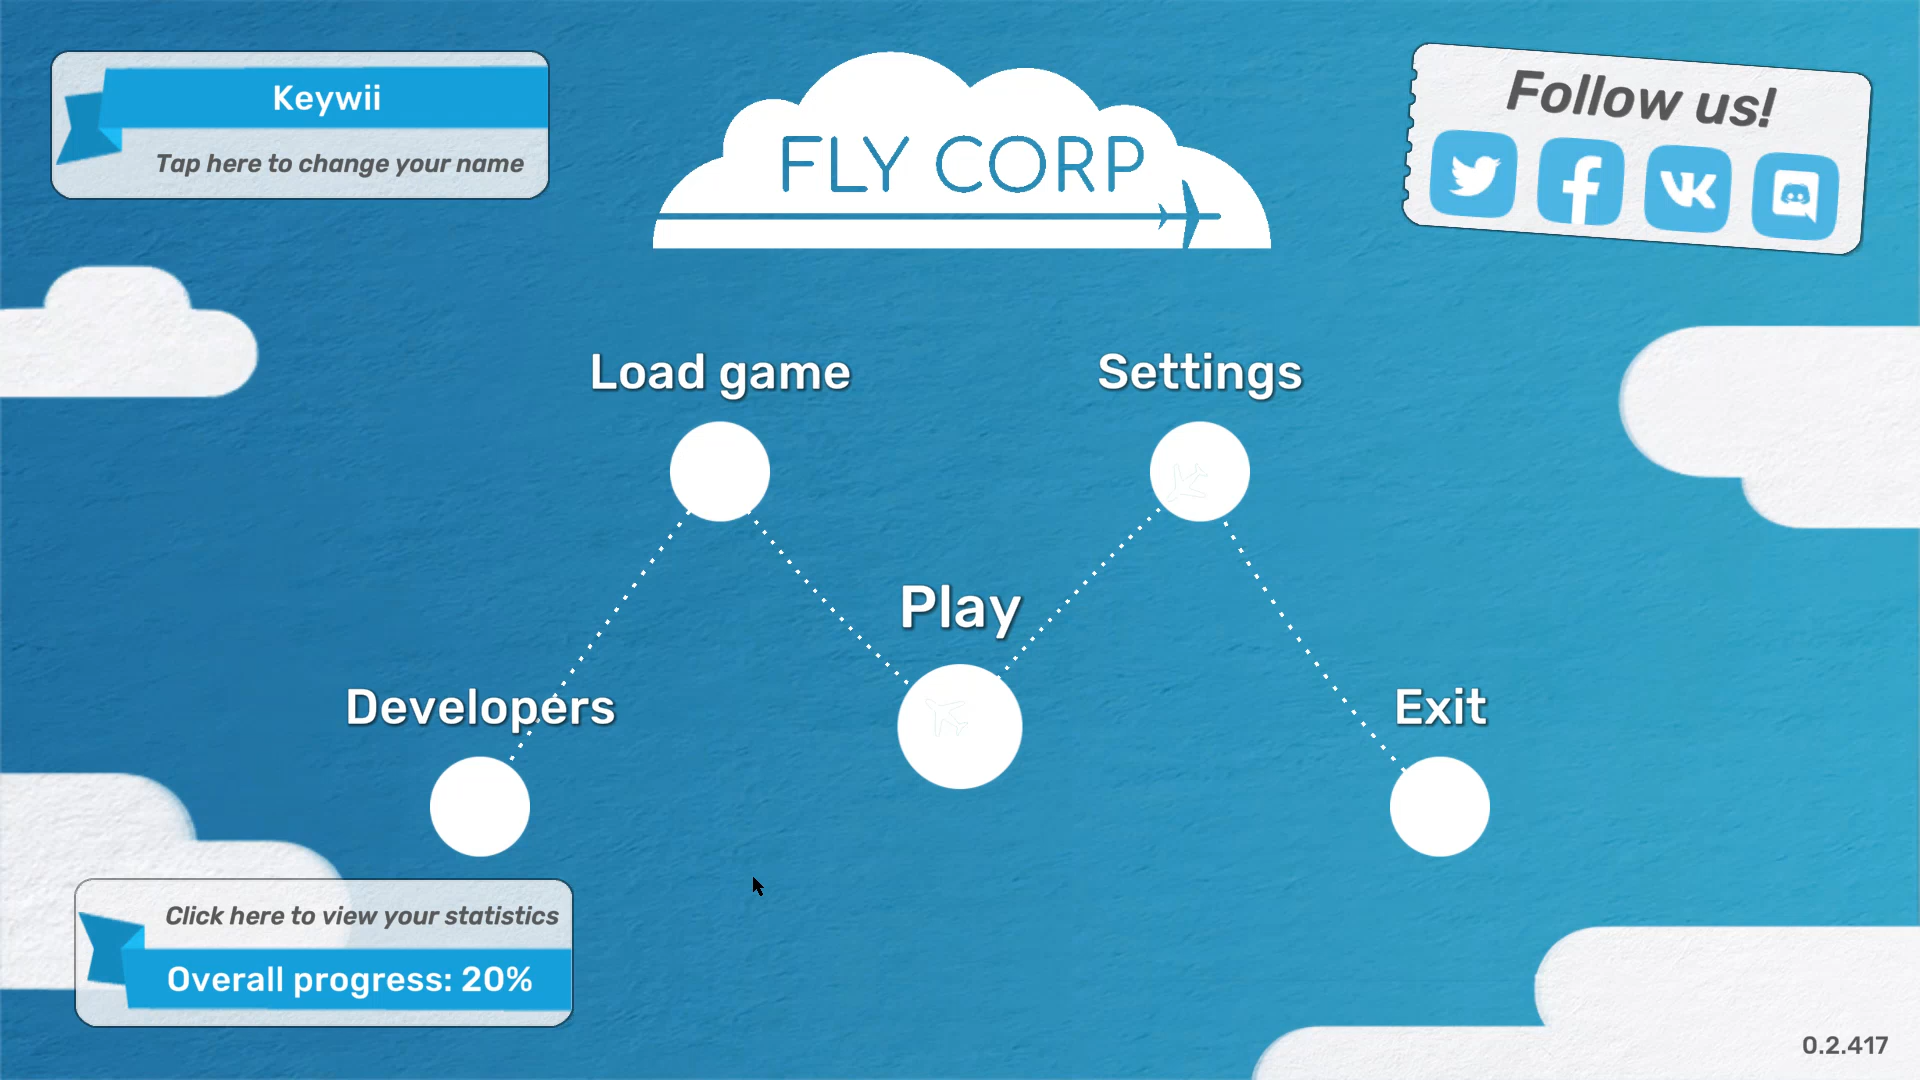 Keywii
Tap here to change your name
FLY CORP
Follow us!
Load game
Settings
Play
Developers
Exit
Click here to view your statistics
Overall progress: 20%
0.2.417